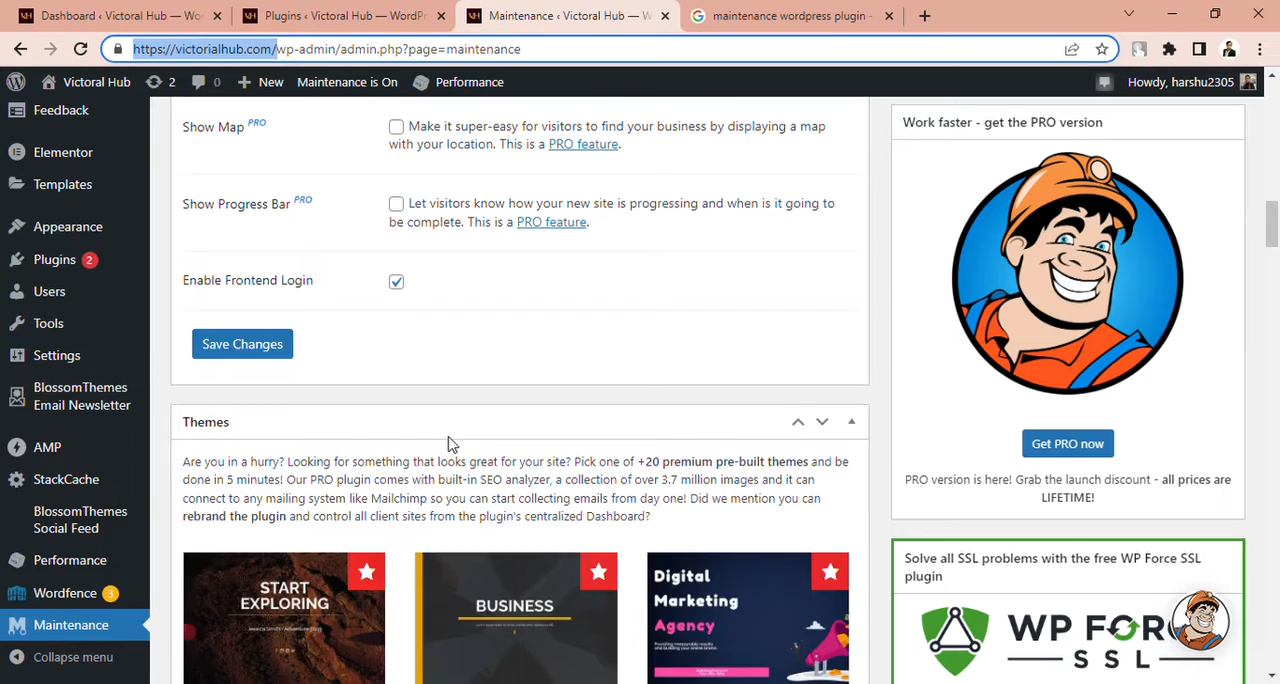 Dashboard ‹ Victoral Hub — Wo
Plugins ‹ Victoral Hub — WordPr
Maintenance ‹ Victoral Hub — W
maintenance wordpress plugin -
https://victorialhub.com/wp-admin/admin.php?page=maintenance
Victoral Hub
2
0
New
Maintenance is On
Performance
Howdy, harshu2305
Feedback
Elementor
Templates
Appearance
Plugins 2
Users
Tools
Settings
BlossomThemes
Email Newsletter
AMP
StackCache
BlossomThemes
Social Feed
Performance
Wordfence 3
Maintenance
Collapse menu
Show Map PRO
Make it super-easy for visitors to find your business by displaying a map
with your location. This is a PRO feature.
Show Progress Bar PRO
Let visitors know how your new site is progressing and when is it going to
be complete. This is a PRO feature.
Enable Frontend Login
Save Changes
Themes
Are you in a hurry? Looking for something that looks great for your site? Pick one of +20 premium pre-built themes and be
done in 5 minutes! Our PRO plugin comes with built-in SEO analyzer, a collection of over 3.7 million images and it can
connect to any mailing system like Mailchimp so you can start collecting emails from day one! Did we mention you can
rebrand the plugin and control all client sites from the plugin's centralized Dashboard?
START
EXPLORING
BUSINESS
Digital
Marketing
Agency
Work faster - get the PRO version
Get PRO now
PRO version is here! Grab the launch discount - all prices are
LIFETIME!
Solve all SSL problems with the free WP Force SSL
plugin
WP FOR
SSL